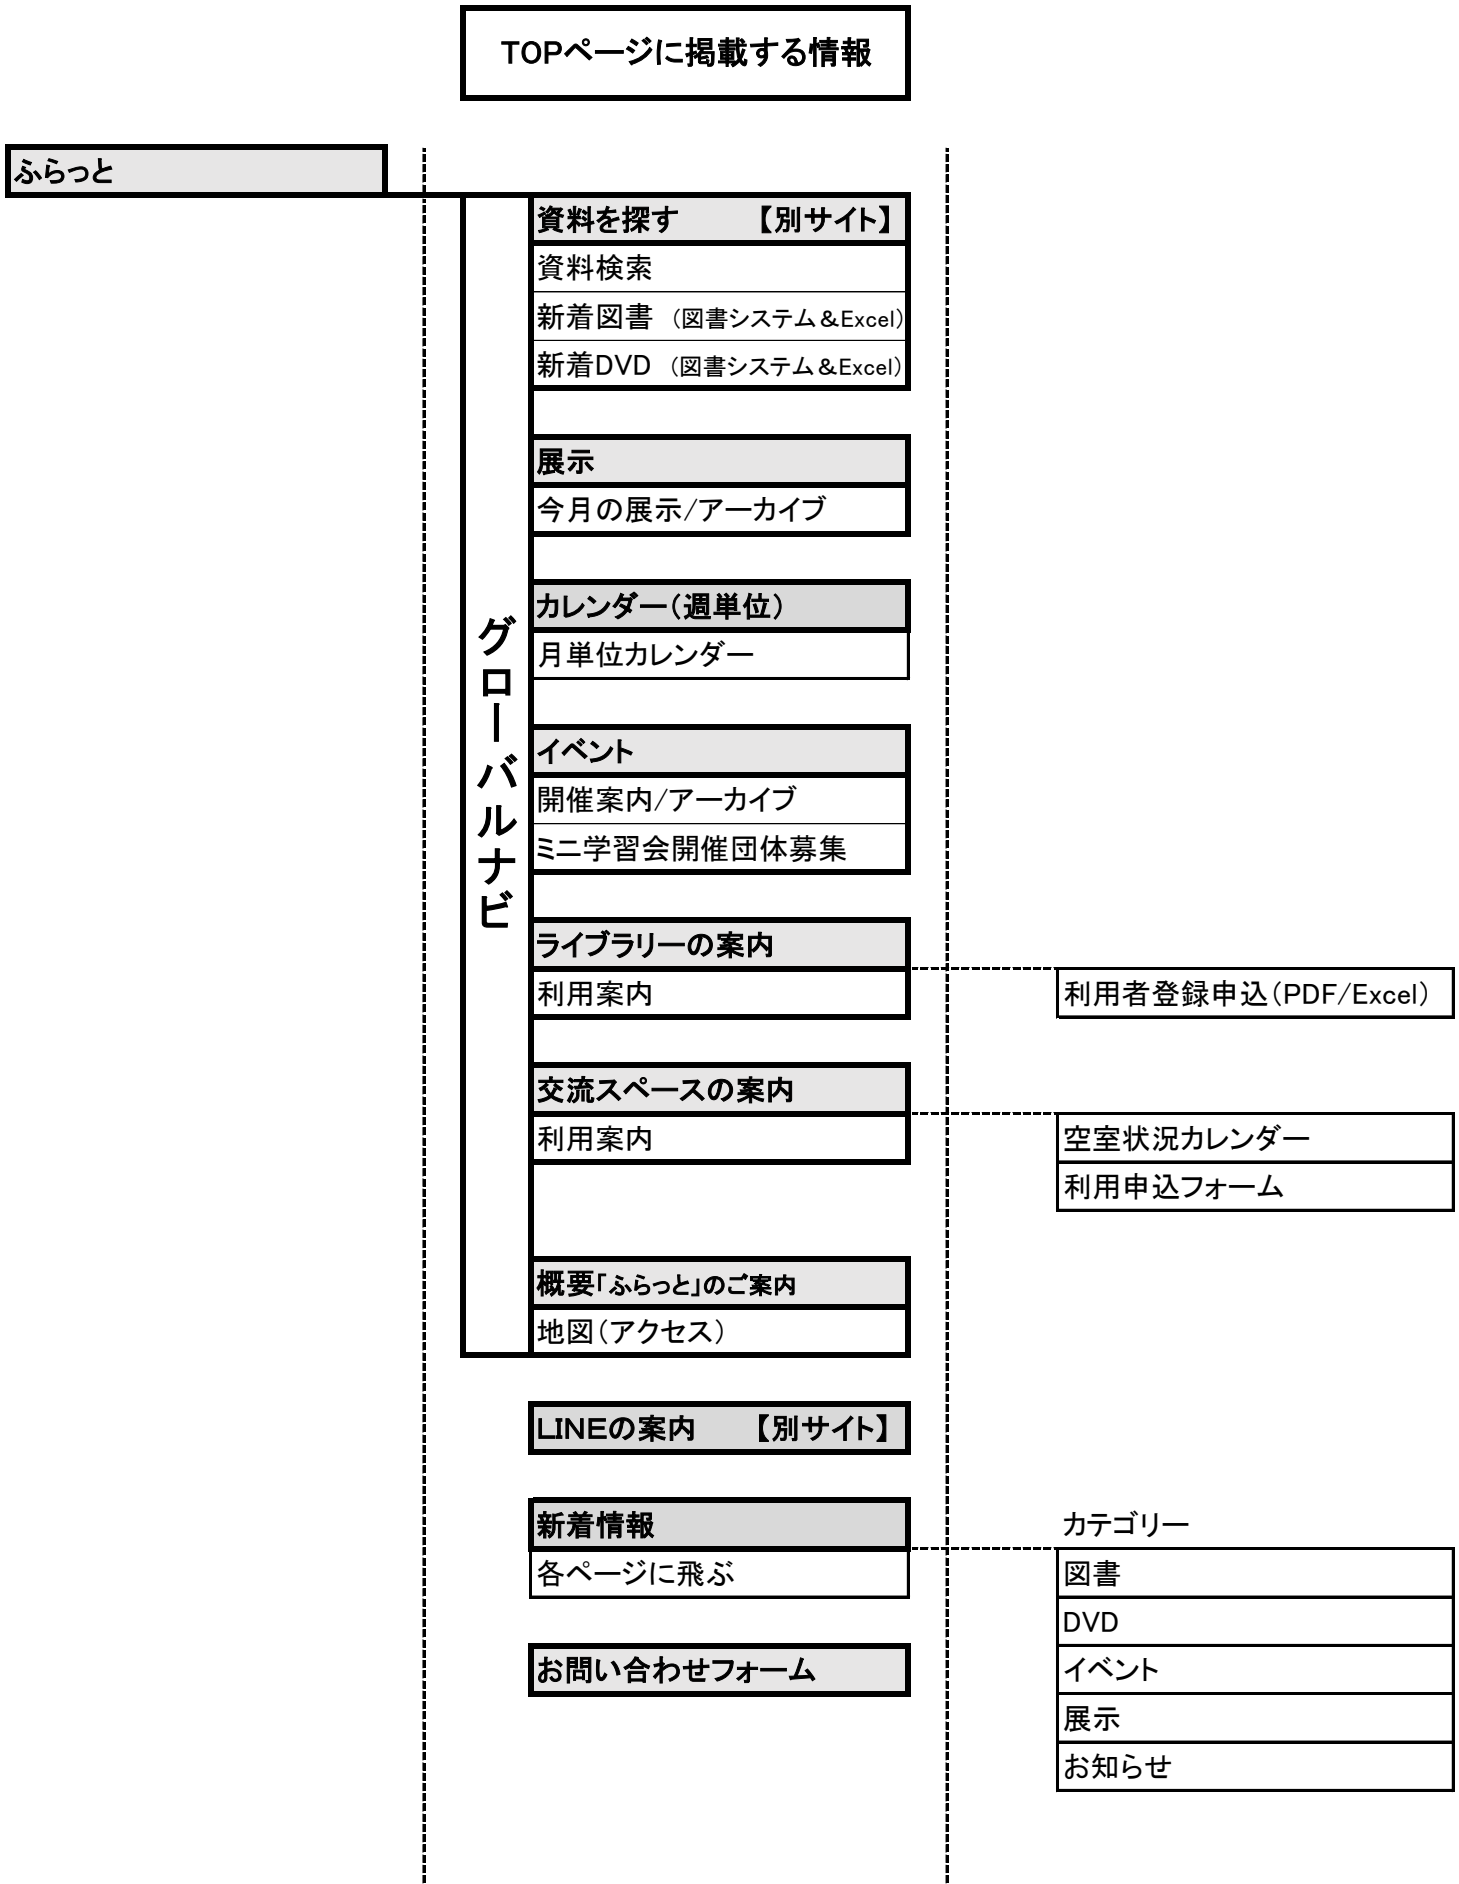 TOPページに掲載する情報
ふらっと
グローバルナビ
資料を探す　　【別サイト】
資料検索
新着図書（図書システム＆Excel）
新着DVD（図書システム＆Excel）
展示
今月の展示/アーカイブ
カレンダー（週単位）
月単位カレンダー
イベント
開催案内/アーカイブ
ミニ学習会開催団体募集
ライブラリーの案内
利用案内
利用者登録申込（PDF/Excel）
交流スペースの案内
利用案内
空室状況カレンダー
利用申込フォーム
概要「ふらっと」のご案内
地図（アクセス）
LINEの案内　　【別サイト】
新着情報
各ページに飛ぶ
カテゴリー
図書
DVD
イベント
展示
お知らせ
お問い合わせフォーム